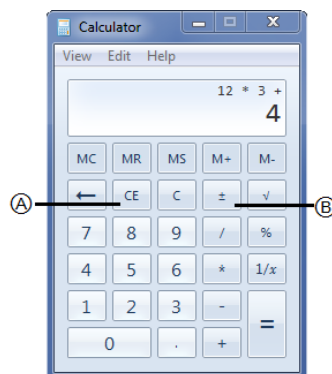 Calculator
View Edit Help
12 * 3 +
4
MC MR MS M+ M-
← CE C ± √
A B
7 8 9 / %
4 5 6 * 1/x
1 2 3 - =
0 . +